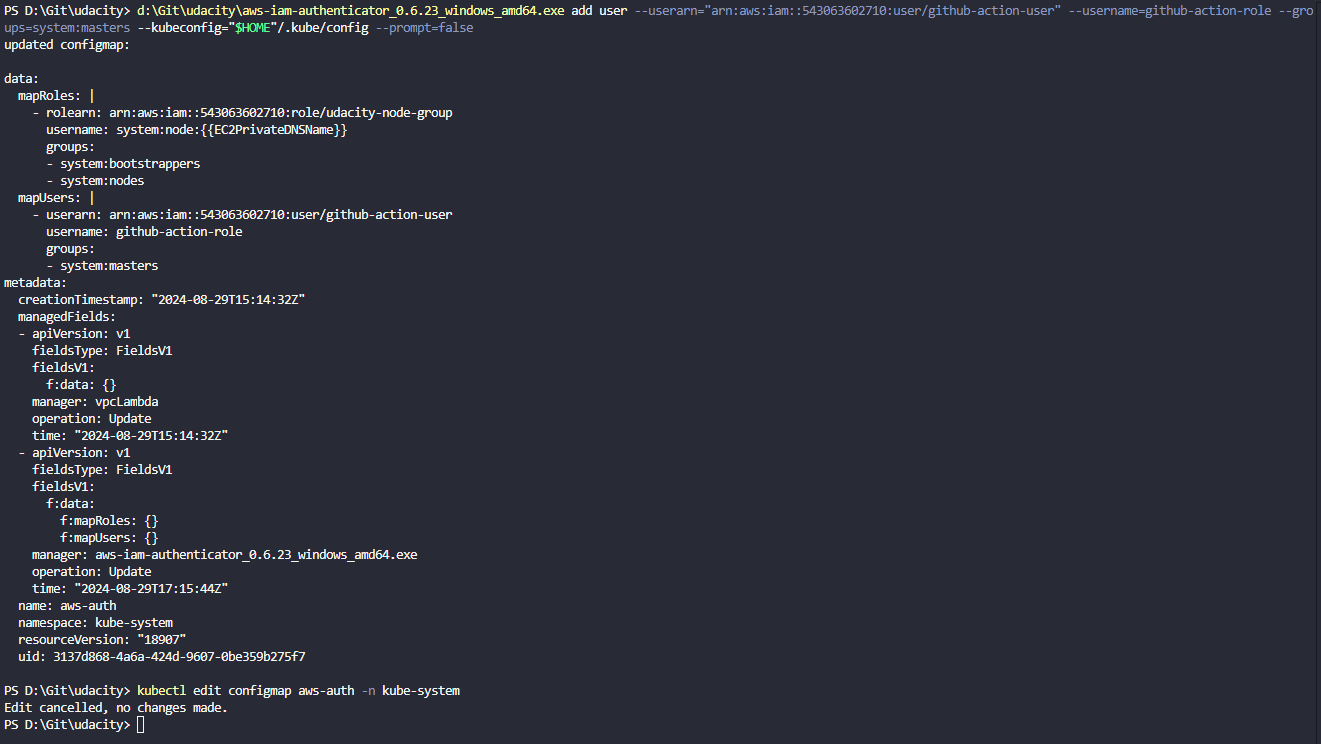 PS D:\Git\udacity> d:\Git\udacity\aws-iam-authenticator_0.6.23_windows_amd64.exe add user --userarn="arn:aws:iam::543063602710:user/github-action-user" --username=github-action-role --gro
ups=system:masters --kubeconfig="$HOME"/.kube/config --prompt=false
updated configmap:

data:
  mapRoles: |
    - rolearn: arn:aws:iam::543063602710:role/udacity-node-group
      username: system:node:{{EC2PrivateDNSName}}
      groups:
      - system:bootstrappers
      - system:nodes
  mapUsers: |
    - userarn: arn:aws:iam::543063602710:user/github-action-user
      username: github-action-role
      groups:
      - system:masters
metadata:
  creationTimestamp: "2024-08-29T15:14:32Z"
  managedFields:
  - apiVersion: v1
    fieldsType: FieldsV1
    fieldsV1:
      f:data: {}
    manager: vpcLambda
    operation: Update
    time: "2024-08-29T15:14:32Z"
  - apiVersion: v1
    fieldsType: FieldsV1
    fieldsV1:
      f:data:
        f:mapRoles: {}
        f:mapUsers: {}
    manager: aws-iam-authenticator_0.6.23_windows_amd64.exe
    operation: Update
    time: "2024-08-29T17:15:44Z"
  name: aws-auth
  namespace: kube-system
  resourceVersion: "18907"
  uid: 3137d868-4a6a-424d-9607-0be359b275f7

PS D:\Git\udacity> kubectl edit configmap aws-auth -n kube-system
Edit cancelled, no changes made.
PS D:\Git\udacity>